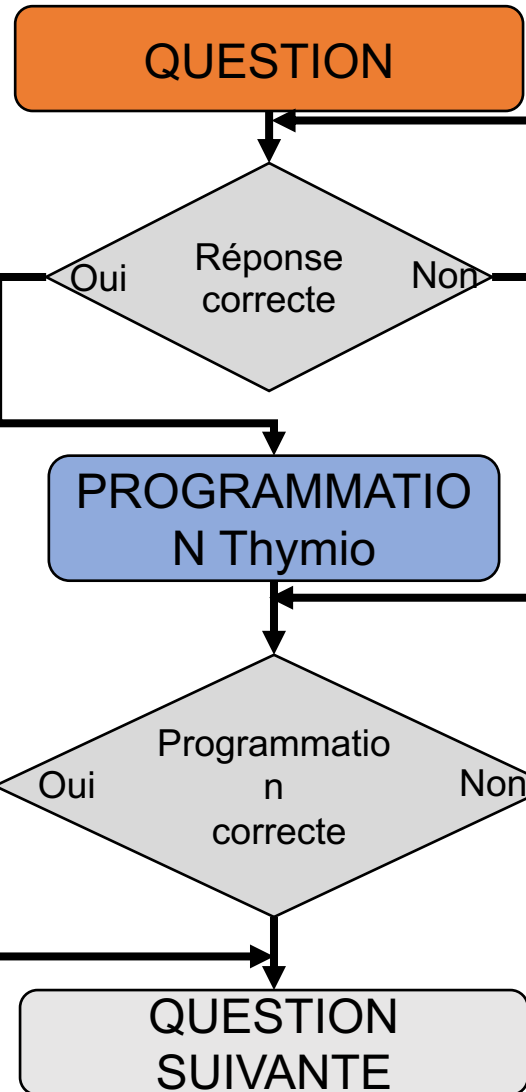 QUESTION
Réponse
correcte
Oui
Non
PROGRAMMATIO
N Thymio
Programmatio
n
correcte
Oui
Non
QUESTION
SUIVANTE